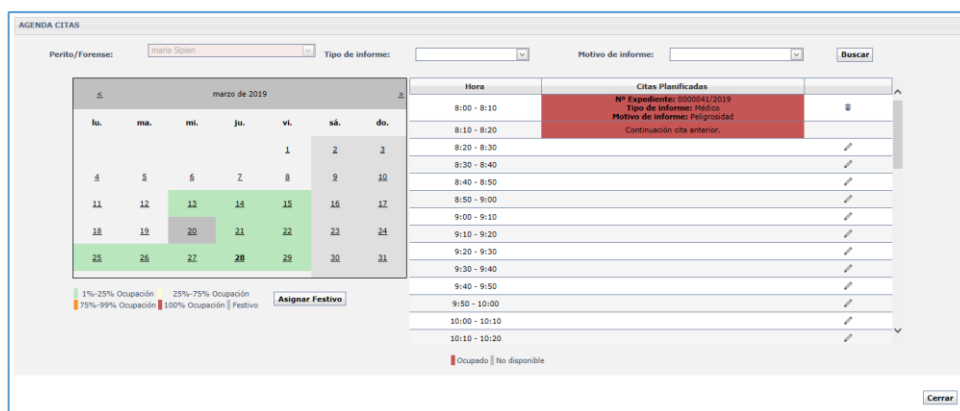 AGENDA CITAS
Perito/Forense: maria Sipien Tipo de informe: Motivo de informe: Buscar
≤ marzo de 2019 ≥
lu. ma. mi. ju. vi. sá. do.
1 2 3
4 5 6 7 8 9 10
11 12 13 14 15 16 17
18 19 20 21 22 23 24
25 26 27 28 29 30 31
1%-25% Ocupación 25%-75% Ocupación
75%-99% Ocupación 100% Ocupación Festivo
Asignar Festivo
Hora Citas Planificadas
8:00 - 8:10 Nº Expediente: 0000041/2019
Tipo de informe: Médico
Motivo de informe: Peligrosidad
8:10 - 8:20 Continuación cita anterior.
8:20 - 8:30
8:30 - 8:40
8:40 - 8:50
8:50 - 9:00
9:00 - 9:10
9:10 - 9:20
9:20 - 9:30
9:30 - 9:40
9:40 - 9:50
9:50 - 10:00
10:00 - 10:10
10:10 - 10:20
Ocupado No disponible
Cerrar